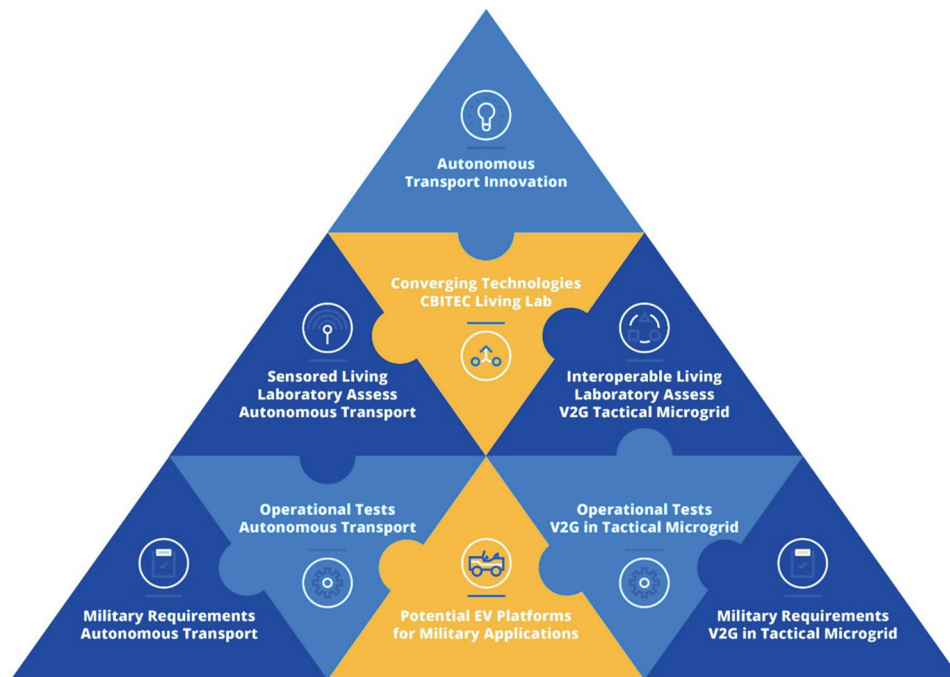 Autonomous
Transport Innovation
Converging Technologies
CBITEC Living Lab
Sensored Living
Laboratory Assess
Autonomous Transport
Interoperable Living
Laboratory Assess
V2G Tactical Microgrid
Operational Tests
Autonomous Transport
Operational Tests
V2G in Tactical Microgrid
Military Requirements
Autonomous Transport
Potential EV Platforms
for Military Applications
Military Requirements
V2G in Tactical Microgrid